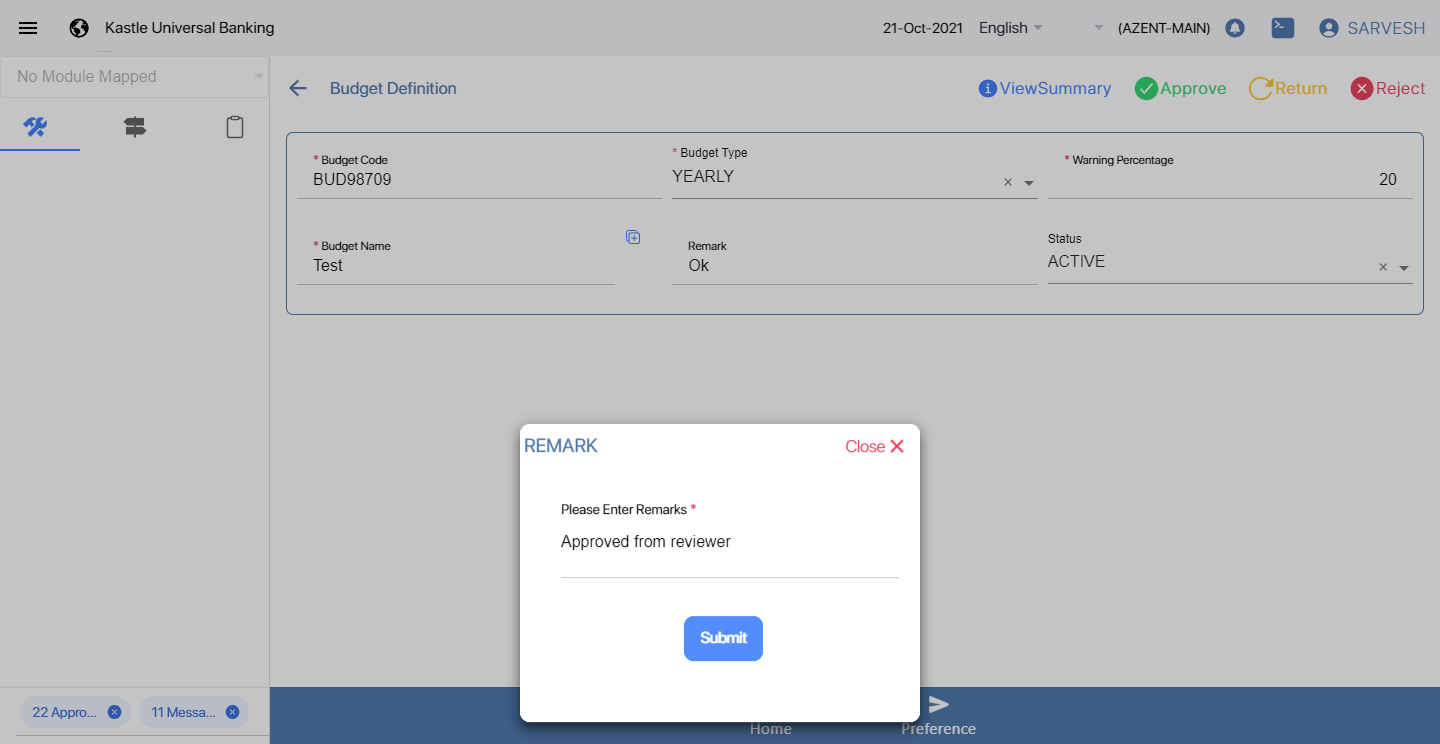 Kastle Universal Banking
21-Oct-2021 English (AZENT-MAIN) SARVESH
No Module Mapped
Budget Definition
ViewSummary Approve Return Reject
* Budget Code
BUD98709
* Budget Type
YEARLY
* Warning Percentage
20
* Budget Name
Test
Remark
Ok
Status
ACTIVE
REMARK
Close
Please Enter Remarks *
Approved from reviewer
Submit
22 Appro...
11 Messa...
Home
Preference